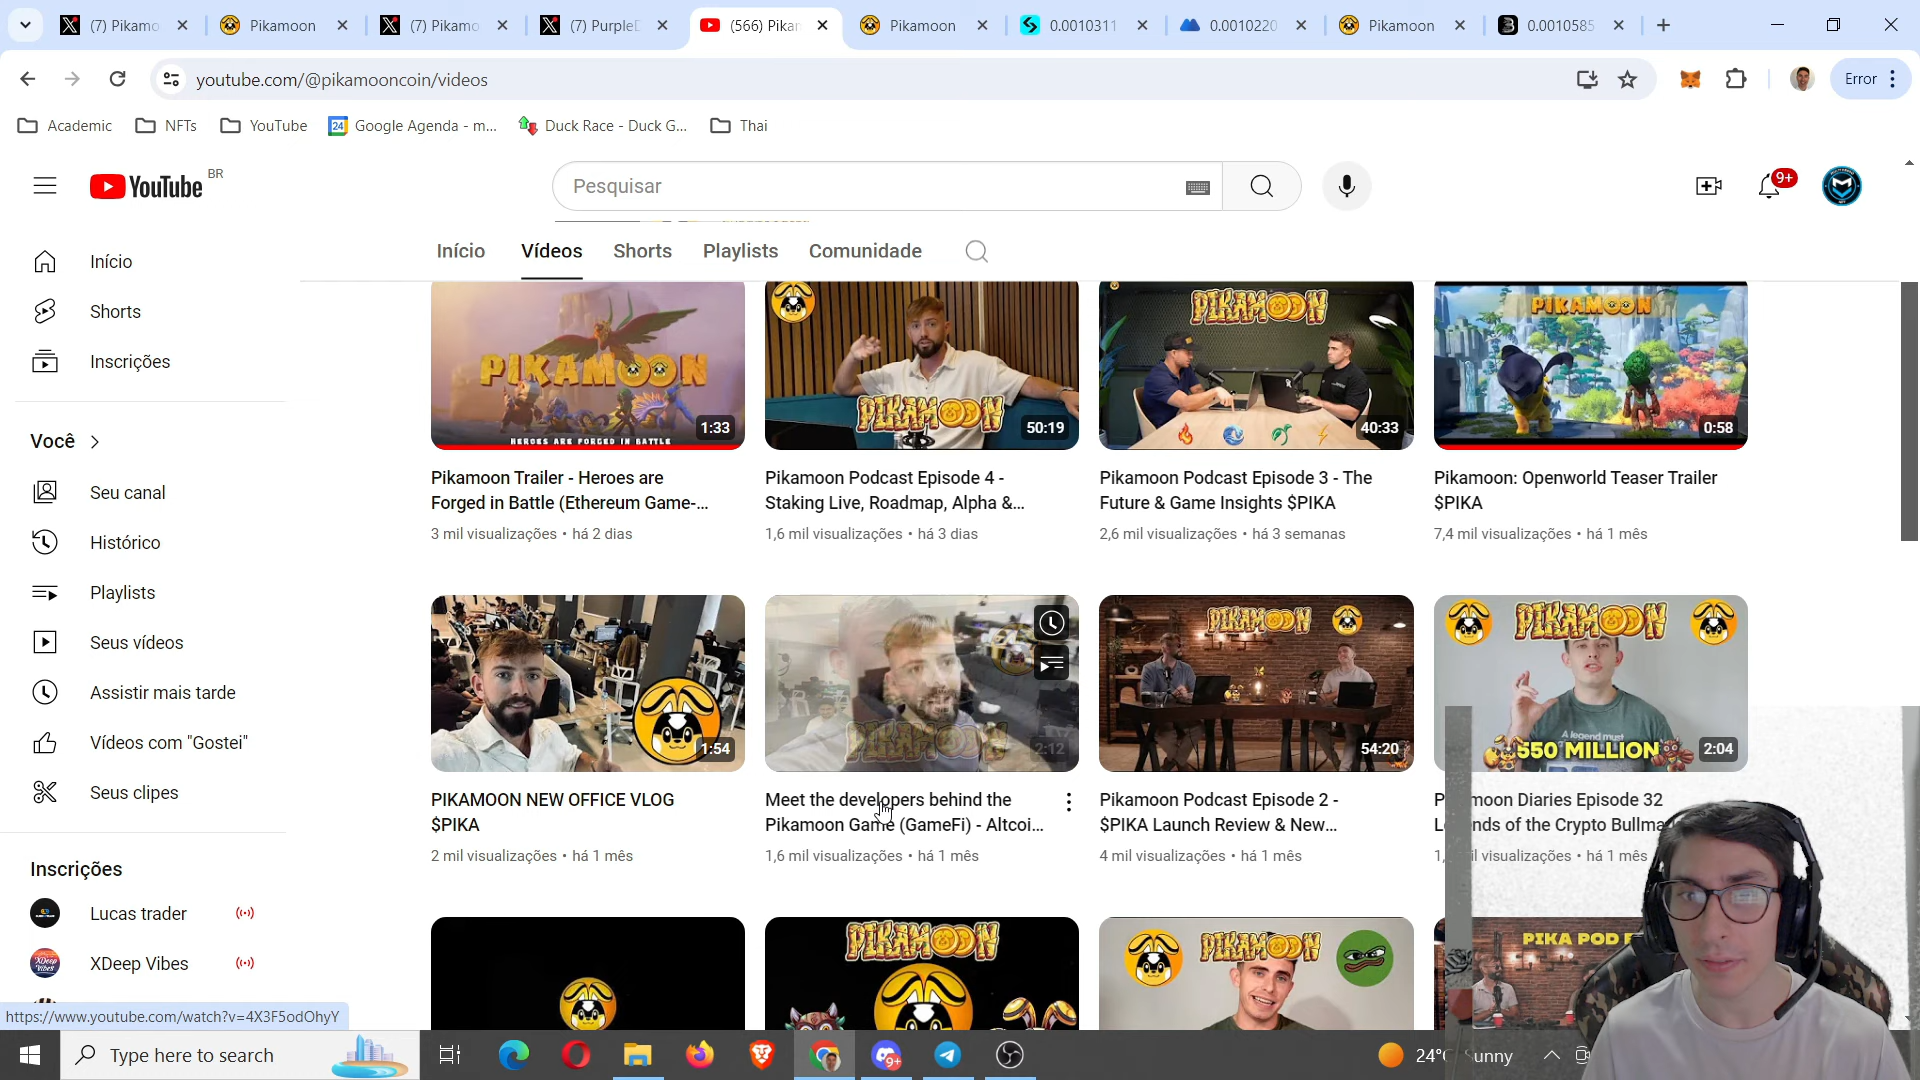 (7) Pikamo
Pikamoon
(7) Pikamo
(7) Purple
(566) Pika
Pikamoon
0.0010311
0.0010220
Pikamoon
0.0010585
youtube.com/@pikamooncoin/videos
Error
Academic
NFTs
YouTube
24
Google Agenda - m...
Duck Race - Duck G...
Thai
YouTube
BR
Pesquisar
9+
Início
Vídeos
Shorts
Playlists
Comunidade
Início
Shorts
Inscrições
Você
Seu canal
Histórico
Playlists
Seus vídeos
Assistir mais tarde
Vídeos com "Gostei"
Seus clipes
Inscrições
Lucas trader
XDeep Vibes
PIKAMOON
HEROES ARE FORGED IN BATTLE
1:33
PIKAMOON
50:19
PIKAMOON
40:33
PIKAMOON
0:58
Pikamoon Trailer - Heroes are
Forged in Battle (Ethereum Game-...
3 mil visualizações • há 2 dias
Pikamoon Podcast Episode 4 -
Staking Live, Roadmap, Alpha &...
1,6 mil visualizações • há 3 dias
Pikamoon Podcast Episode 3 - The
Future & Game Insights $PIKA
2,6 mil visualizações • há 3 semanas
Pikamoon: Openworld Teaser Trailer
$PIKA
7,4 mil visualizações • há 1 mês
1:54
PIKAMOON
2:12
PIKAMOON
54:20
PIKAMOON
A legend must
550 MILLION
2:04
PIKAMOON NEW OFFICE VLOG
$PIKA
2 mil visualizações • há 1 mês
Meet the developers behind the
Pikamoon Game (GameFi) - Altcoi...
1,6 mil visualizações • há 1 mês
Pikamoon Podcast Episode 2 -
$PIKA Launch Review & New...
4 mil visualizações • há 1 mês
moon Diaries Episode 32
of the Crypto Bullma
visualizações • há 1 mês
PIKAMOON
PIKAMOON
PIKA POD
https://www.youtube.com/watch?v=4X3F5odOhyY
Type here to search
9+
24°C
unny